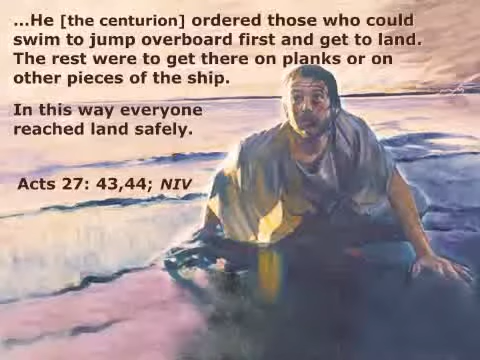 ...He [the centurion] ordered those who could
swim to jump overboard first and get to land.
The rest were to get there on planks or on
other pieces of the ship.
In this way everyone
reached land safely.
Acts 27: 43,44; NIV